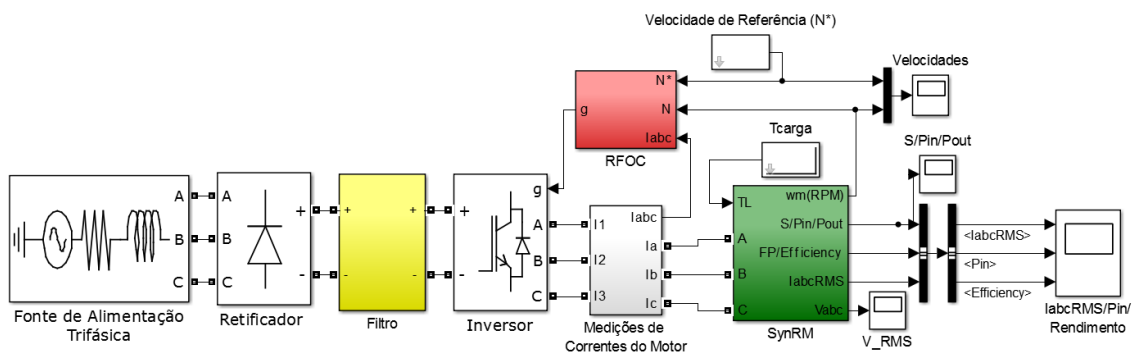 Velocidade de Referência (N*)
Velocidades
N*
N
Iabc
g
RFOC
Tcarga
S/Pin/Pout
A
B
C
Fonte de Alimentação
Trifásica
A
B
C
+
-
Retificador
+
-
+
-
Filtro
+
-
g
A
B
C
Inversor
I1
I2
I3
Iabc
Ia
Ib
Ic
Medições de
Correntes do Motor
TL
A
B
C
wm(RPM)
S/Pin/Pout
FP/Efficiency
IabcRMS
Vabc
SynRM
V_RMS
<IabcRMS>
<Pin>
<Efficiency>
IabcRMS/Pin/
Rendimento